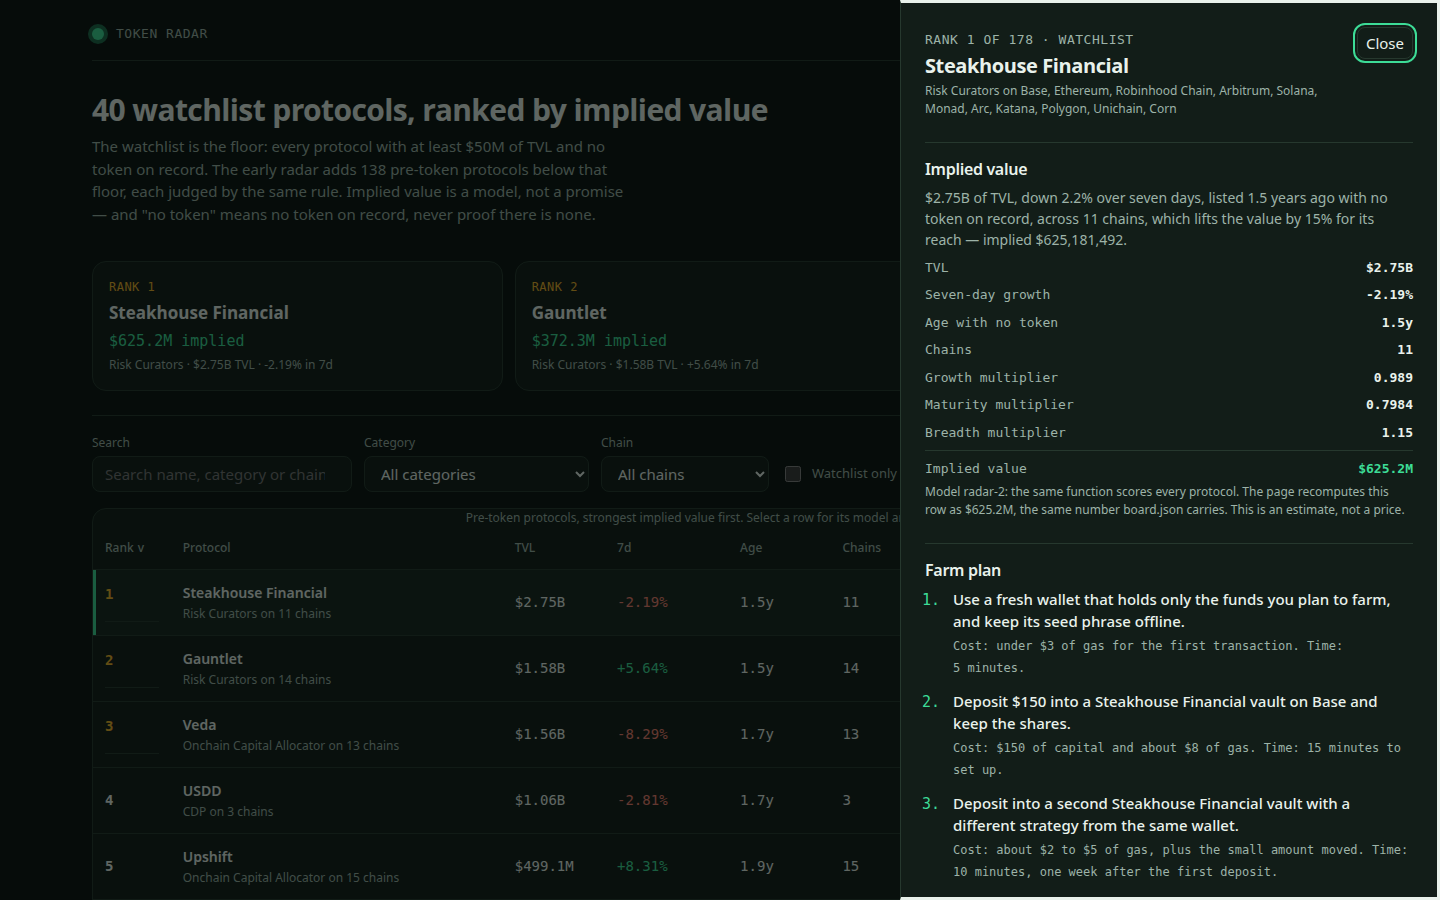 TOKEN RADAR
40 watchlist protocols, ranked by implied value
The watchlist is the floor: every protocol with at least $50M of TVL and no
token on record. The early radar adds 138 pre-token protocols below that
floor, each judged by the same rule. Implied value is a model, not a promise
— and "no token" means no token on record, never proof there is none.
RANK 1
Steakhouse Financial
$625.2M implied
Risk Curators · $2.75B TVL · -2.19% in 7d
RANK 2
Gauntlet
$372.3M implied
Risk Curators · $1.58B TVL · +5.64% in 7d
Search
Category
Chain
Search name, category or chain
All categories
All chains
Watchlist only
Pre-token protocols, strongest implied value first. Select a row for its model
Rank v Protocol TVL 7d Age Chains
1 Steakhouse Financial $2.75B -2.19% 1.5y 11
Risk Curators on 11 chains
2 Gauntlet $1.58B +5.64% 1.5y 14
Risk Curators on 14 chains
3 Veda $1.56B -8.29% 1.7y 13
Onchain Capital Allocator on 13 chains
4 USDD $1.06B -2.81% 1.7y 3
CDP on 3 chains
5 Upshift $499.1M +8.31% 1.9y 15
Onchain Capital Allocator on 15 chains
RANK 1 OF 178 · WATCHLIST
Close
Steakhouse Financial
Risk Curators on Base, Ethereum, Robinhood Chain, Arbitrum, Solana,
Monad, Arc, Katana, Polygon, Unichain, Corn
Implied value
$2.75B of TVL, down 2.2% over seven days, listed 1.5 years ago with no
token on record, across 11 chains, which lifts the value by 15% for its
reach — implied $625,181,492.
TVL $2.75B
Seven-day growth -2.19%
Age with no token 1.5y
Chains 11
Growth multiplier 0.989
Maturity multiplier 0.7984
Breadth multiplier 1.15
Implied value $625.2M
Model radar-2: the same function scores every protocol. The page recomputes this
row as $625.2M, the same number board.json carries. This is an estimate, not a price.
Farm plan
1. Use a fresh wallet that holds only the funds you plan to farm,
and keep its seed phrase offline.
Cost: under $3 of gas for the first transaction. Time:
5 minutes.
2. Deposit $150 into a Steakhouse Financial vault on Base and
keep the shares.
Cost: $150 of capital and about $8 of gas. Time: 15 minutes to
set up.
3. Deposit into a second Steakhouse Financial vault with a
different strategy from the same wallet.
Cost: about $2 to $5 of gas, plus the small amount moved. Time:
10 minutes, one week after the first deposit.